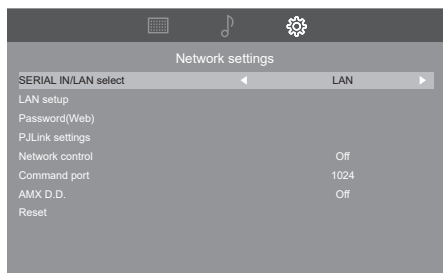 Network settings
SERIAL IN/LAN select LAN
LAN setup
Password(Web)
PJLink settings
Network control Off
Command port 1024
AMX D.D. Off
Reset